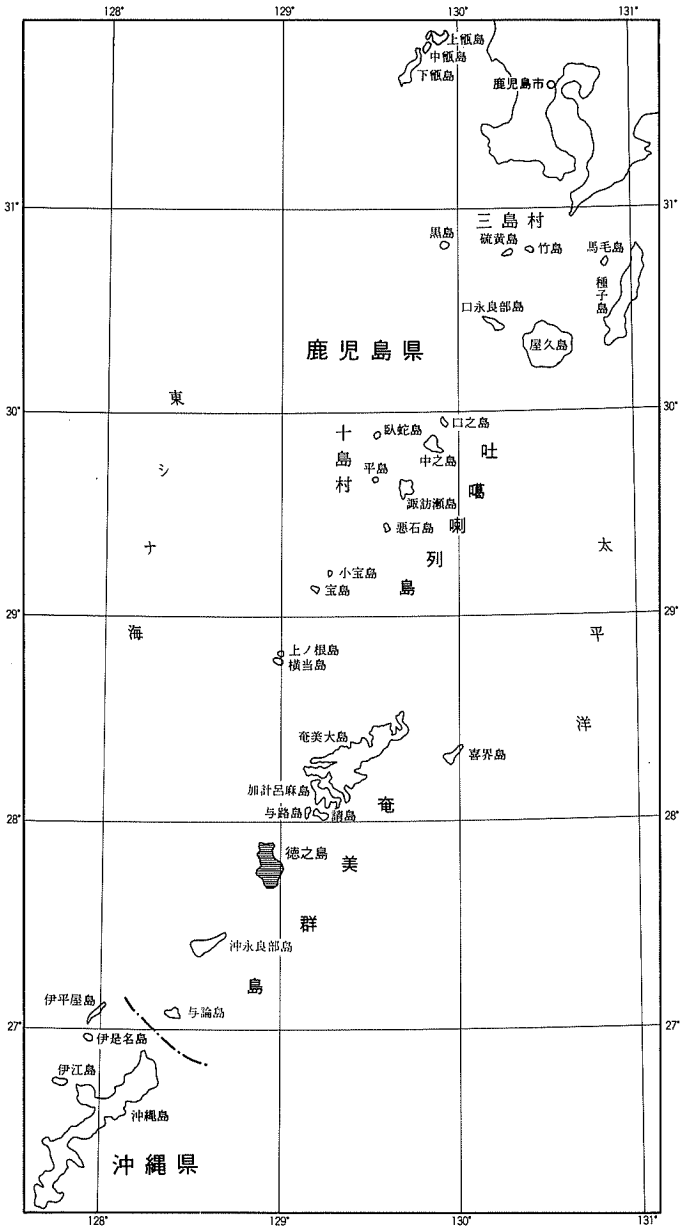 128° 129° 130° 131°
上甑島
中甑島
下甑島
鹿児島市
31° 31°
三島村
黒島
硫黄島
竹島
馬毛島
種子島
口永良部島
屋久島
鹿児島県
30° 30°
東シナ海
十島村
臥蛇島
口之島
中之島
平島
諏訪瀬島
悪石島
小宝島
宝島
吐噶喇列島
太平洋
29° 29°
上ノ根島
横当島
奄美大島
喜界島
加計呂麻島
与路島
請島
28° 28°
奄美群島
徳之島
沖永良部島
与論島
伊平屋島
27° 27°
伊是名島
伊江島
沖縄島
沖縄県
128° 129° 130° 131°